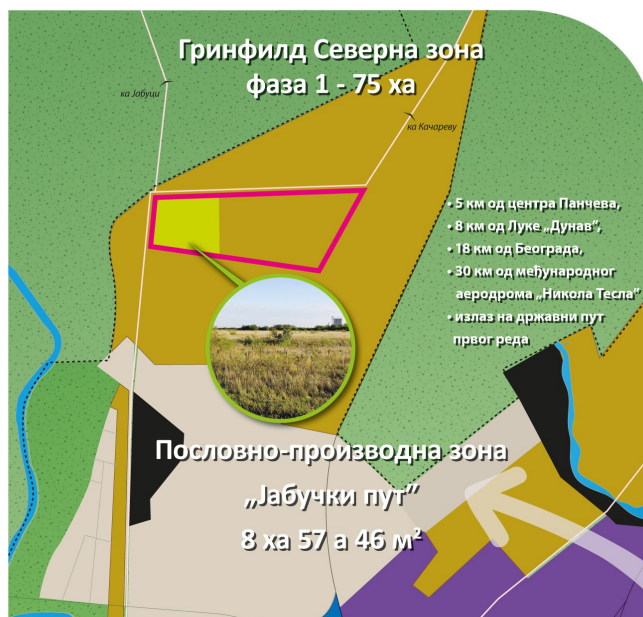 Гринфилд Северна зона
фаза 1 - 75 ха
ка Јабуци
ка Качареву
• 5 км од центра Панчева,
• 8 км од Луке „Дунав“,
• 18 км од Београда,
• 30 км од међународног
аеродрома „Никола Тесла“
• излаз на државни пут
првог реда
Пословно-производна зона
„Јабучки пут”
8 ха 57 а 46 м²